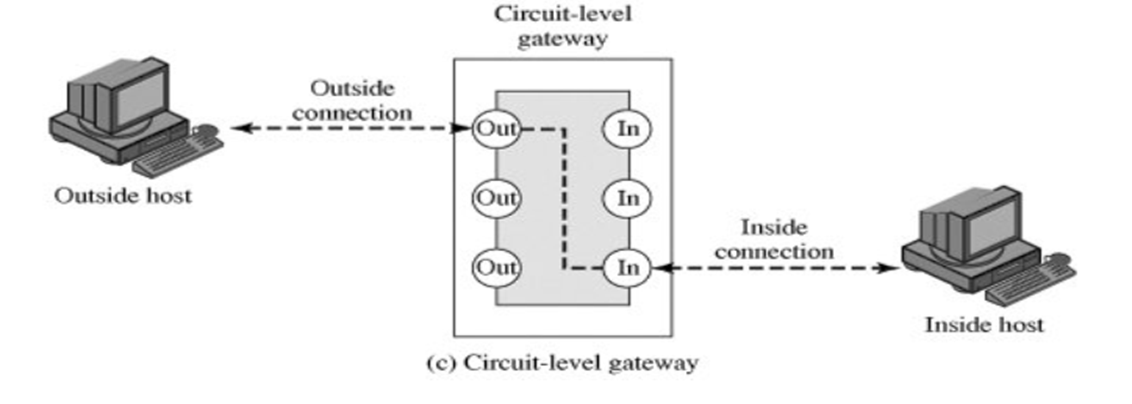 Circuit-level
gateway
Outside
connection
Out
In
Outside host
Out
In
Inside
connection
Out
In
Inside host
(c) Circuit-level gateway